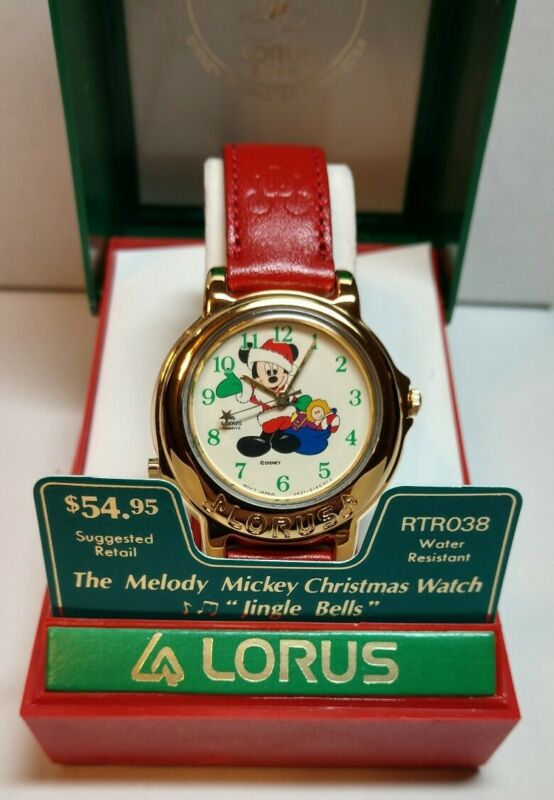 LORUS
12
1
2
3
4
5
6
7
8
9
10
LORUS
QUARTZ
©DISNEY
LORUS
$54.95
Suggested
Retail
RTR038
Water
Resistant
The Melody Mickey Christmas Watch
"Jingle Bells"
LORUS